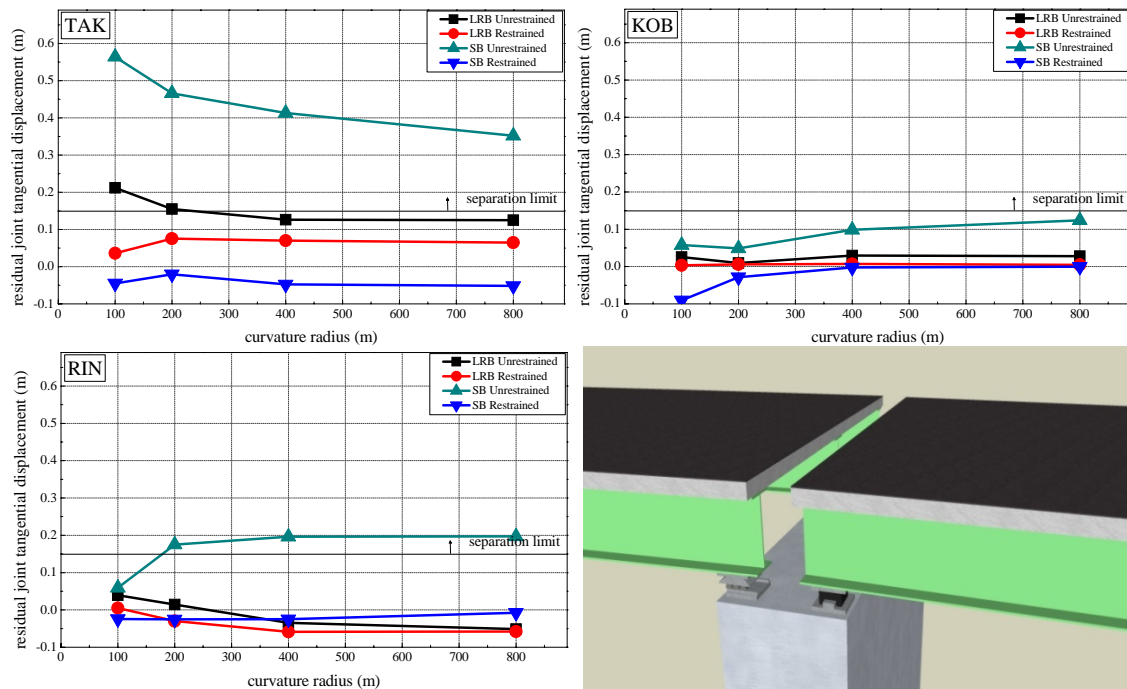 TAK
LRB Unrestrained
LRB Restrained
SB Unrestrained
SB Restrained
residual joint tangential displacement (m)
0.6
0.5
0.4
0.3
0.2
0.1
0.0
-0.1
separation limit
0 100 200 300 400 500 600 700 800
curvature radius (m)
KOB
LRB Unrestrained
LRB Restrained
SB Unrestrained
SB Restrained
residual joint tangential displacement (m)
0.6
0.5
0.4
0.3
0.2
0.1
0.0
-0.1
separation limit
0 100 200 300 400 500 600 700 800
curvature radius (m)
RIN
LRB Unrestrained
LRB Restrained
SB Unrestrained
SB Restrained
residual joint tangential displacement (m)
0.6
0.5
0.4
0.3
0.2
0.1
0.0
-0.1
separation limit
0 100 200 300 400 500 600 700 800
curvature radius (m)